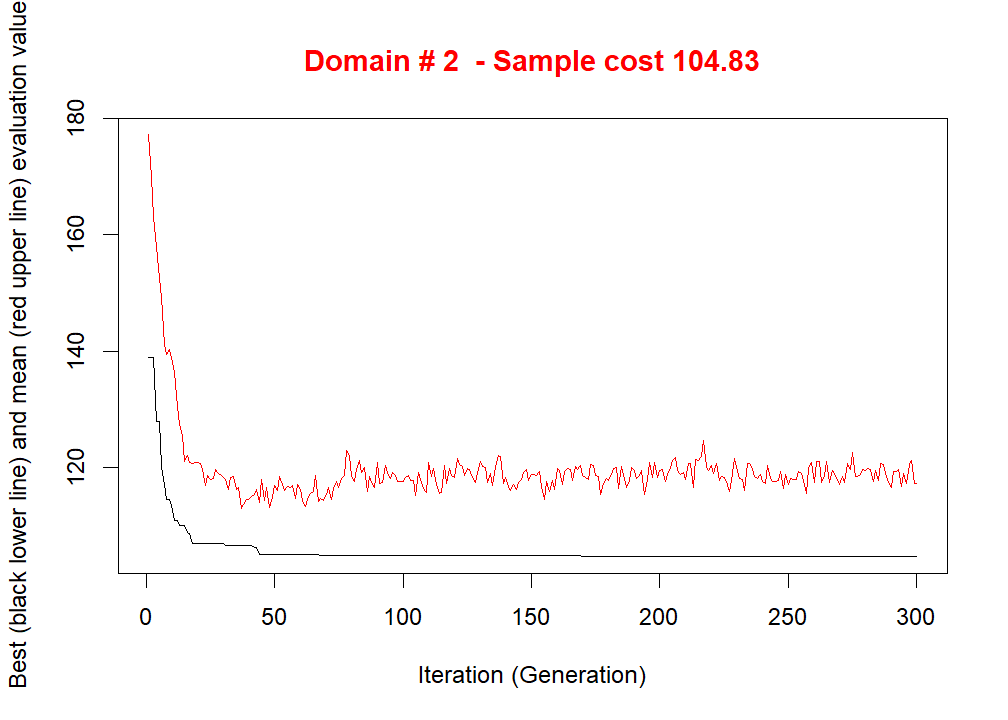 Domain # 2  - Sample cost 104.83
Best (black lower line) and mean (red upper line) evaluation value
180
160
140
120
0 50 100 150 200 250 300
Iteration (Generation)